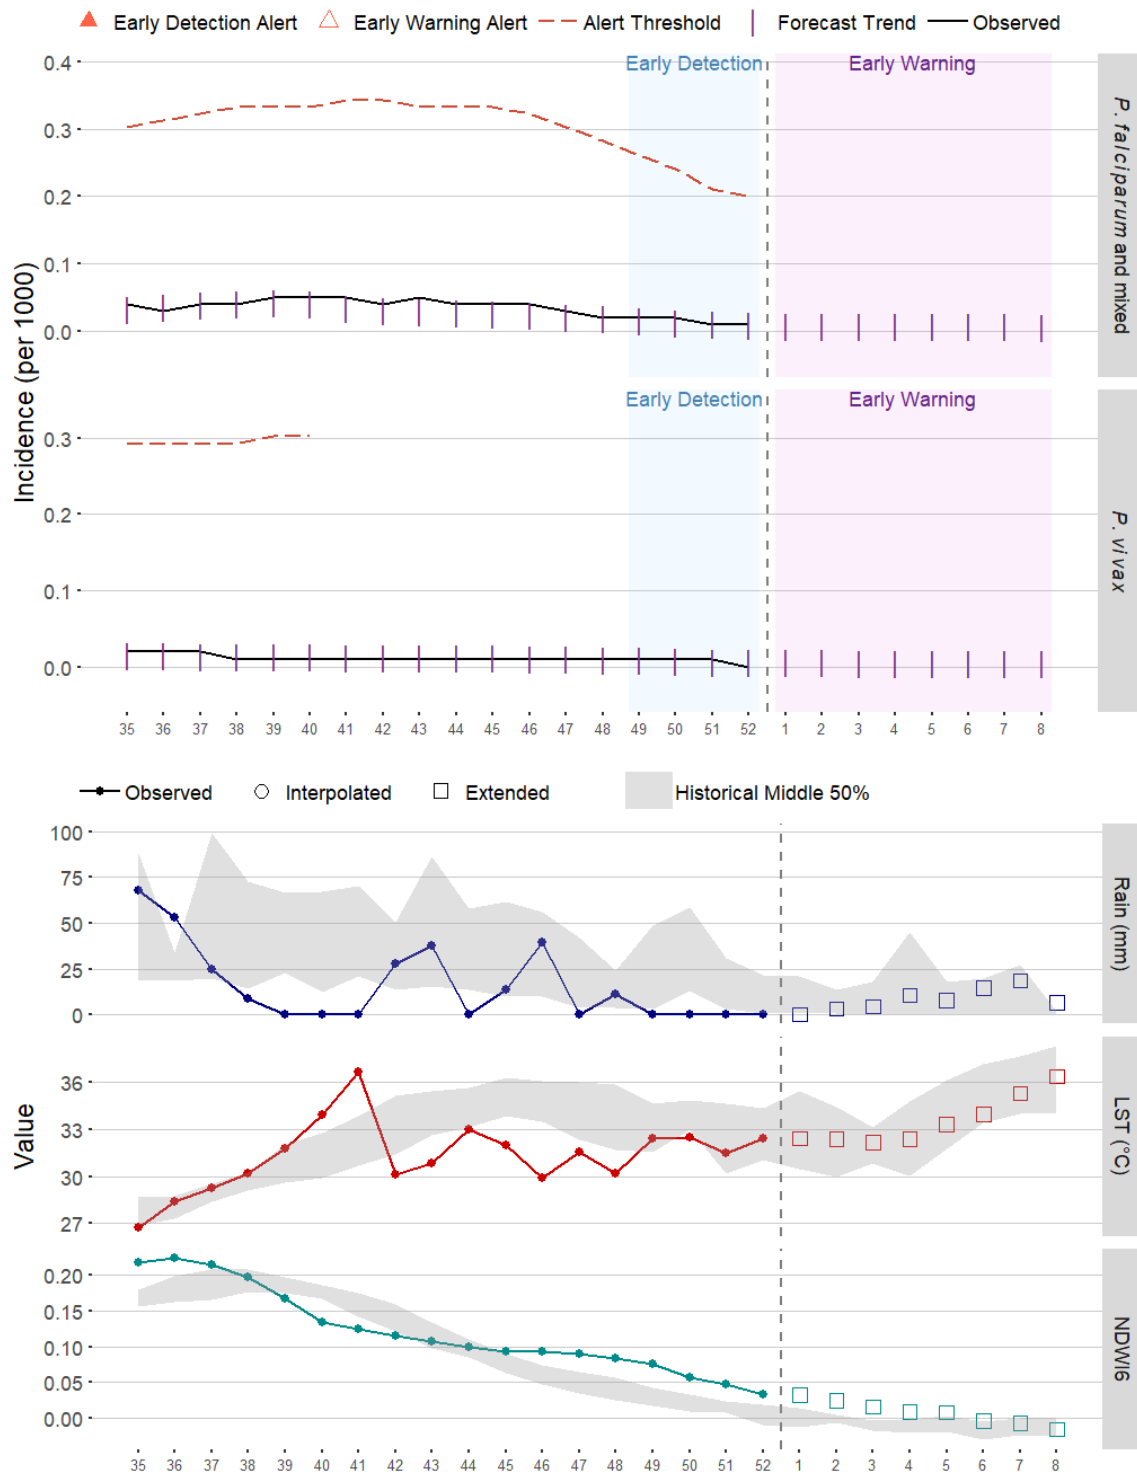 Early Detection Alert Early Warning Alert Alert Threshold Forecast Trend Observed
Incidence (per 1000)
Early Detection Early Warning
0.4
0.3
0.2
0.1
0.0
P. falciparum and mixed
Early Detection Early Warning
0.3
0.2
0.1
0.0
P. vivax
35 36 37 38 39 40 41 42 43 44 45 46 47 48 49 50 51 52 1 2 3 4 5 6 7 8
Observed Interpolated Extended Historical Middle 50%
Value
100
75
50
25
0
Rain (mm)
36
33
30
27
LST (°C)
0.20
0.15
0.10
0.05
0.00
NDWI6
35 36 37 38 39 40 41 42 43 44 45 46 47 48 49 50 51 52 1 2 3 4 5 6 7 8